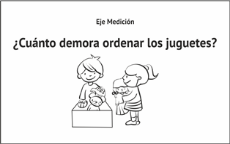 Eje Medición
¿Cuánto demora ordenar los juguetes?